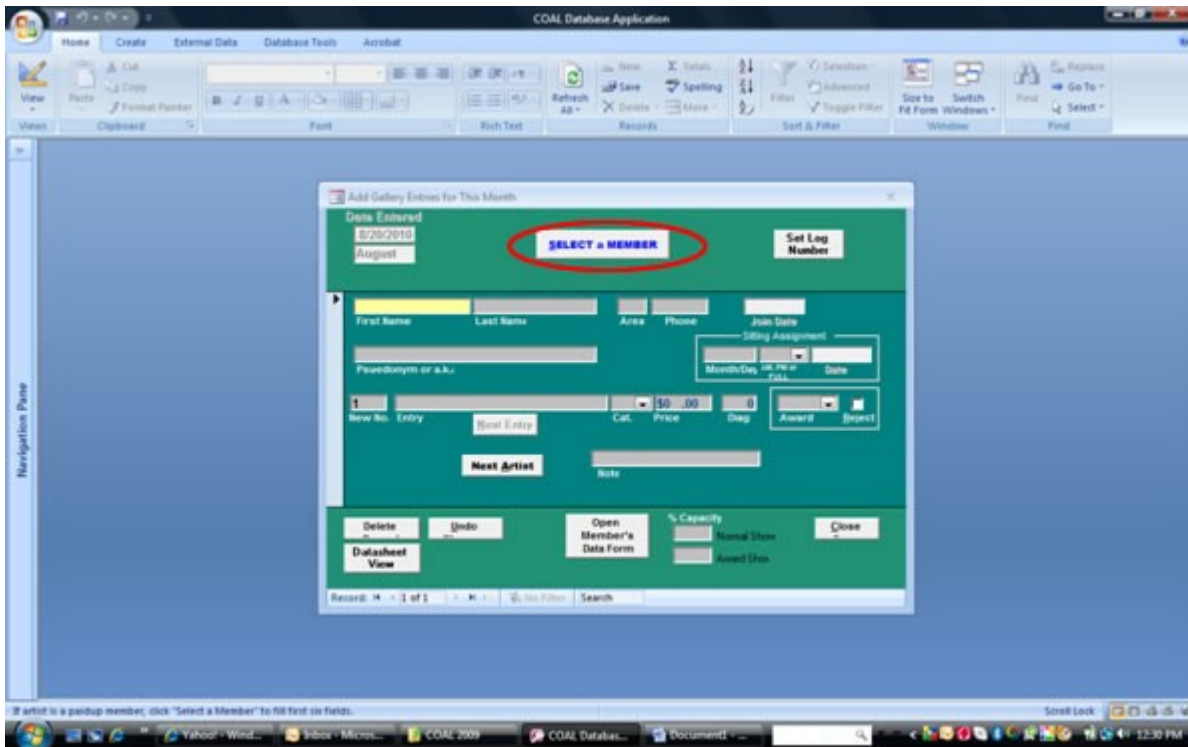 COAL Database Application
Home Create External Data Database Tools Acrobat
View Paste Cut Copy Format Painter Refresh All New Save Delete Totals Spelling More Filter Selection Advanced Toggle Filter Size to Fit Form Switch Windows Find Replace Go To Select
Views Clipboard Font Rich Text Records Sort & Filter Window Find
Add Gallery Entries for This Month
Date Entered
8/20/2010
August
SELECT a MEMBER
Set Log
Number
First Name Last Name Area Phone Join Date
Sitting Assignment
Psuedonym or a.k.:
Month/Day FULL Date
1 $0 .00 0
New No. Entry Cat. Price Diag Award Reject
Next Entry
Next Artist
Note
Delete Undo
Datasheet
View
Open
Member's
Data Form
% Capacity
Normal Show
Award Show
Close
Record: 1 of 1 No Filter Search
Navigation Pane
If artist is a paidup member, click 'Select a Member' to fill first six fields.
Scroll Lock
Yahoo! - Wind... Inbox - Micros... COAL 2009 COAL Databas... Document1 - ... 12:30 PM